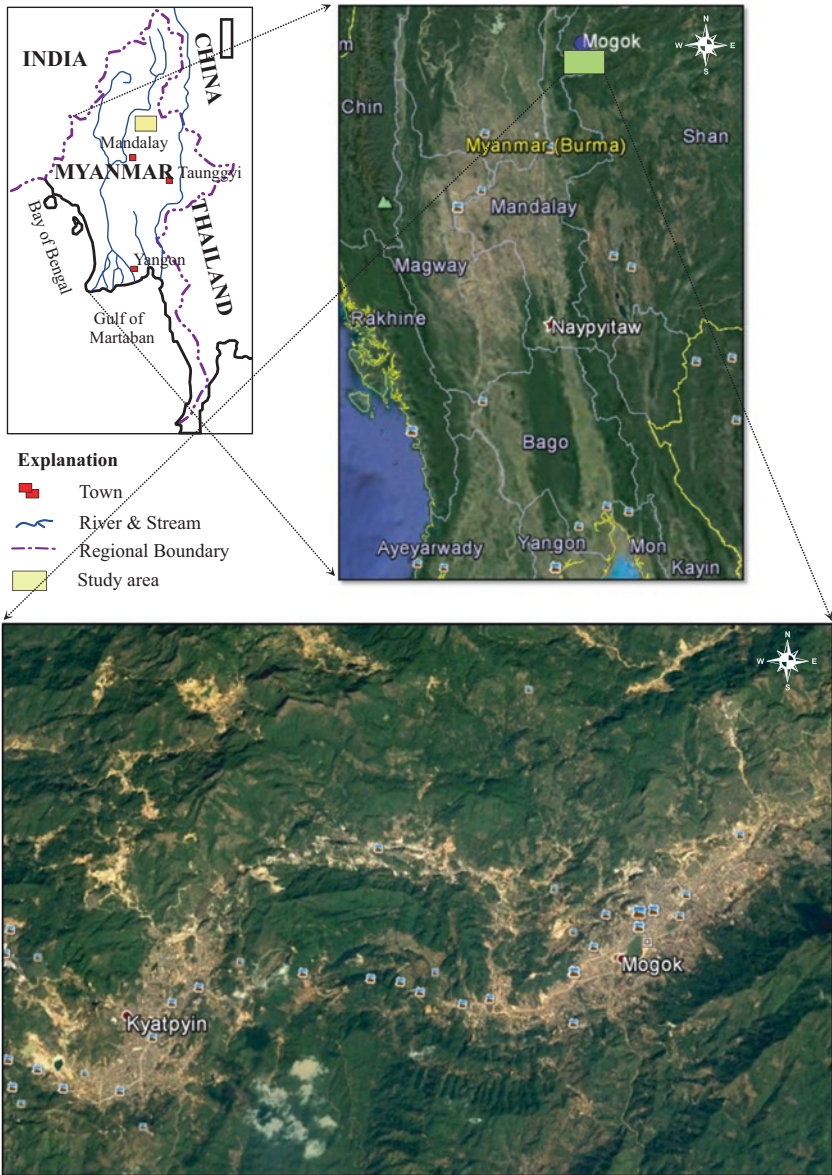 INDIA
CHINA
Mandalay
MYANMAR
Taunggyi
THAILAND
Bay of Bengal
Yangon
Gulf of
Martaban
Explanation
Town
River & Stream
Regional Boundary
Study area
N
W E
S
m
Mogok
Chin
Shan
Myanmar (Burma)
Mandalay
Magway
Rakhine
Naypyitaw
Bago
Ayeyarwady
Yangon
Mon
Kayin
N
W E
S
Mogok
Kyatpyin